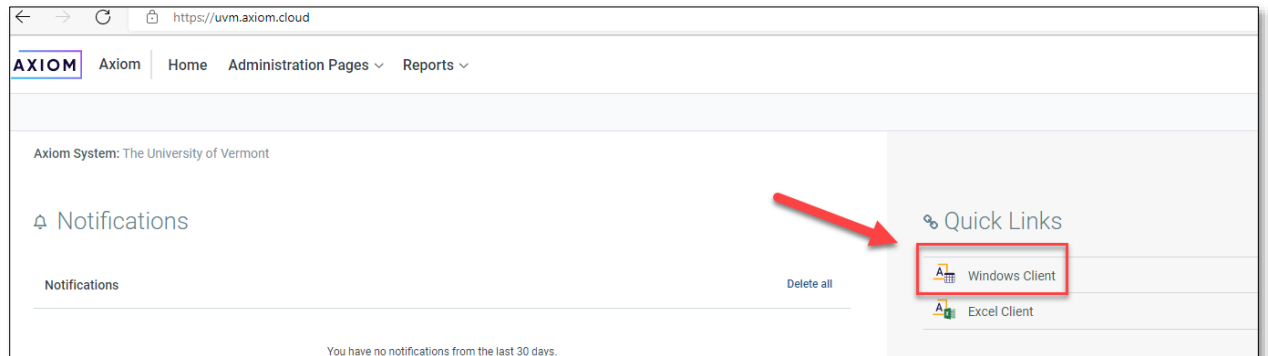 https://uvm.axiom.cloud
AXIOM Axiom Home Administration Pages Reports
Axiom System: The University of Vermont
Notifications
Quick Links
Notifications Delete all
Windows Client
Excel Client
You have no notifications from the last 30 days.